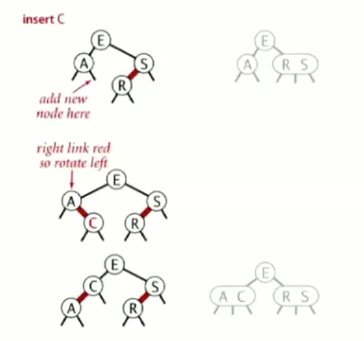 insert C
E
A S
R
add new
node here
E
A R S
right link red
so rotate left
E
A S
C R
E
C S
A R
E
A C R S